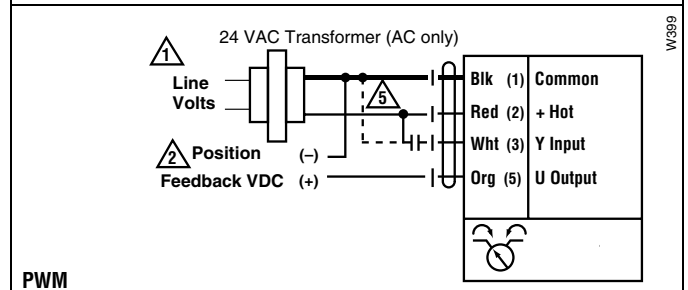 24 VAC Transformer (AC only)
W399
1
Line
Volts
Blk (1) Common
5
Red (2) + Hot
2 Position (–)
Wht (3) Y Input
Feedback VDC (+)
Org (5) U Output
PWM